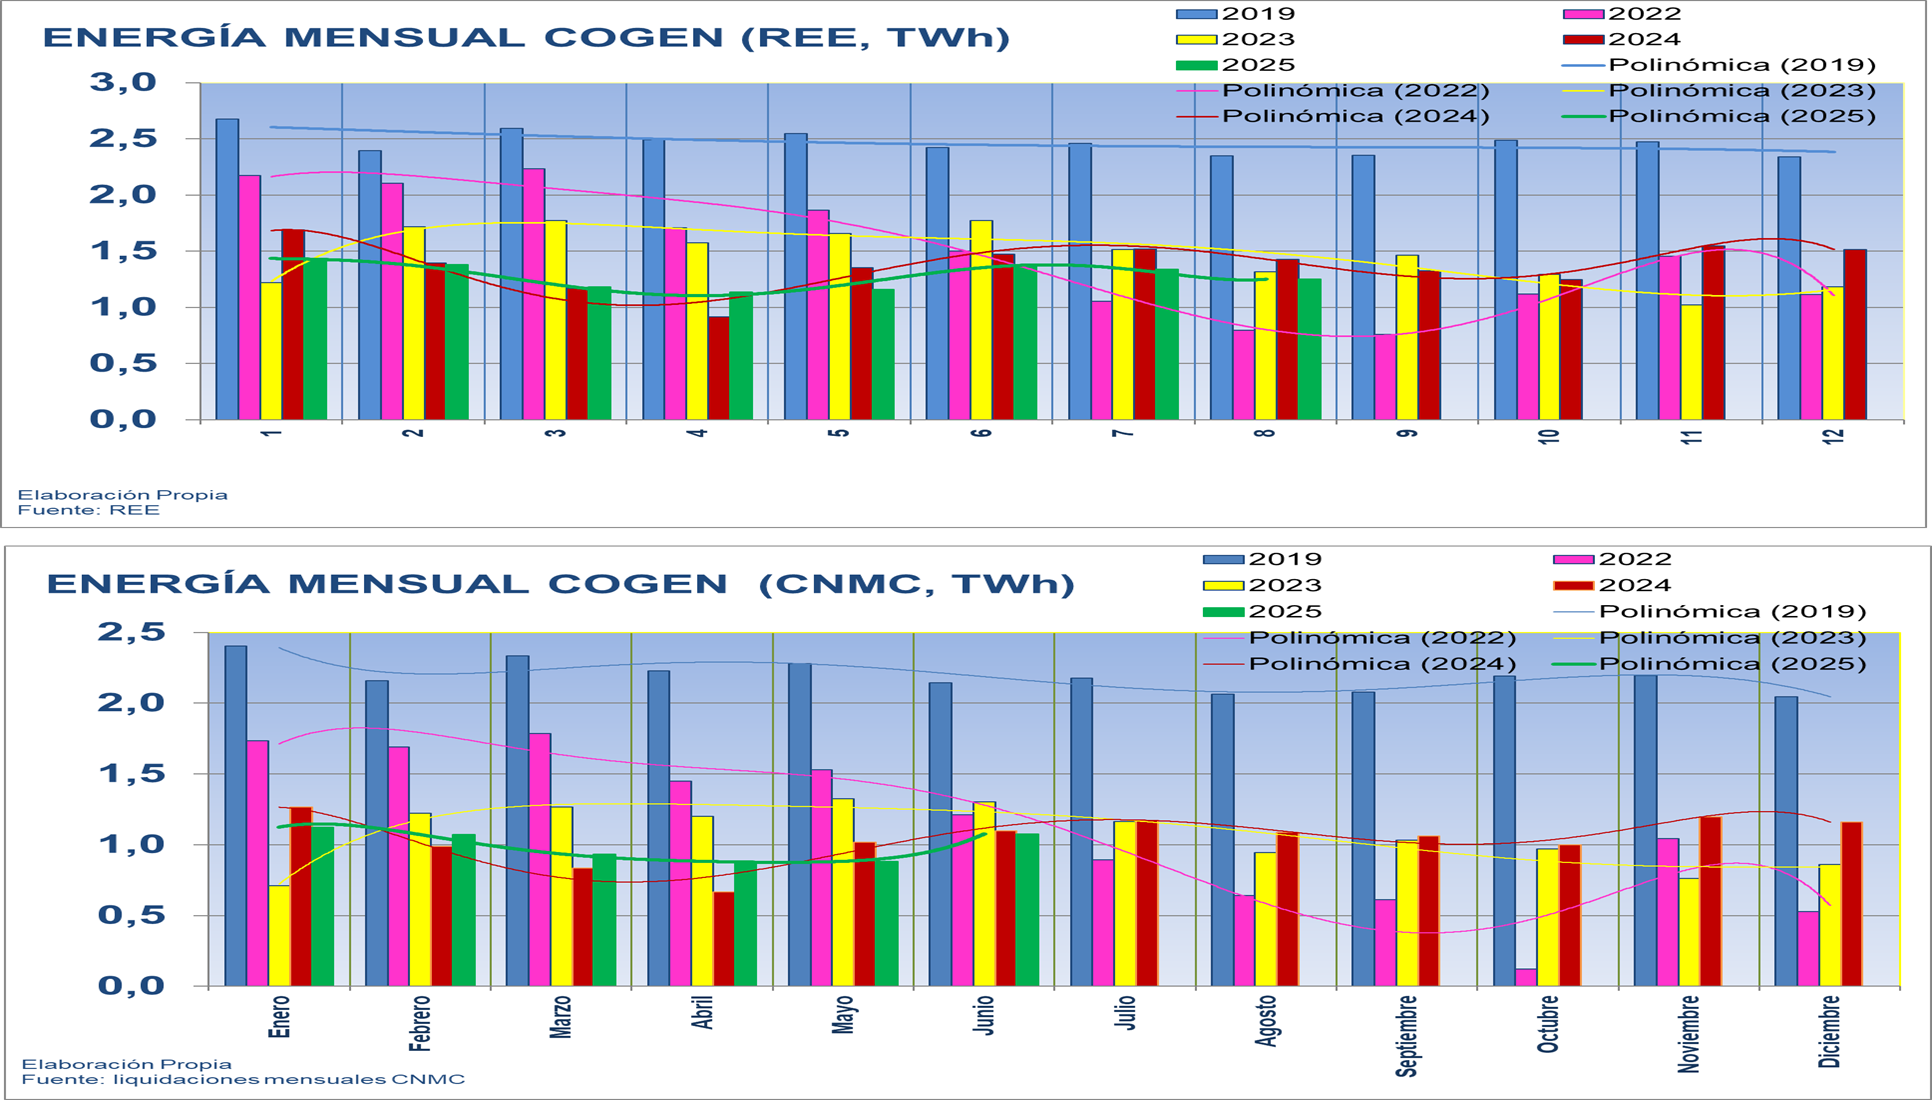 ENERGÍA MENSUAL COGEN (REE, TWh)
2019
2022
2023
2024
2025
Polinómica (2019)
Polinómica (2022)
Polinómica (2023)
Polinómica (2024)
Polinómica (2025)
3,0
2,5
2,0
1,5
1,0
0,5
0,0
1 2 3 4 5 6 7 8 9 10 11 12
Elaboración Propia
Fuente: REE
ENERGÍA MENSUAL COGEN (CNMC, TWh)
2019
2022
2023
2024
2025
Polinómica (2019)
Polinómica (2022)
Polinómica (2023)
Polinómica (2024)
Polinómica (2025)
2,5
2,0
1,5
1,0
0,5
0,0
Enero Febrero Marzo Abril Mayo Junio Julio Agosto Septiembre Octubre Noviembre Diciembre
Elaboración Propia
Fuente: liquidaciones mensuales CNMC